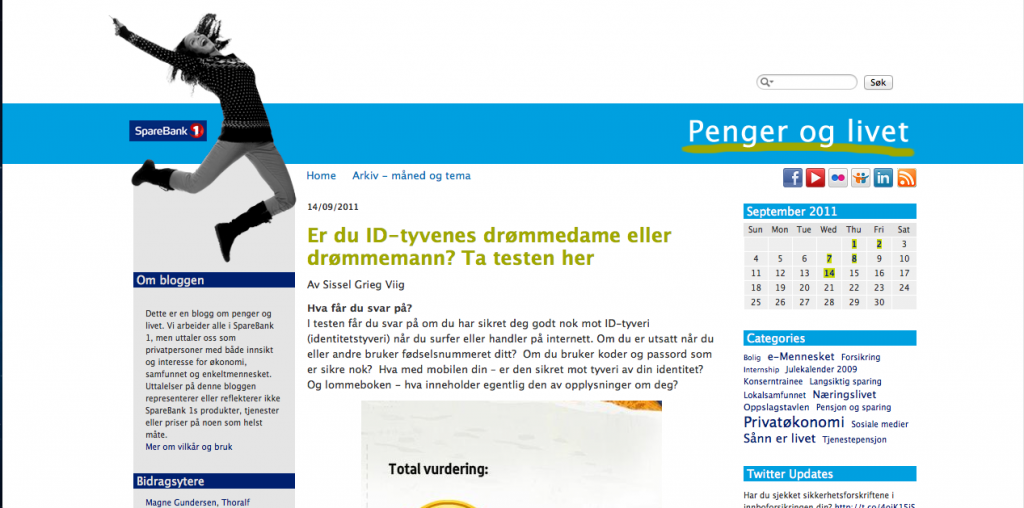 Søk
SpareBank 1
Penger og livet
Home Arkiv – måned og tema
14/09/2011
Er du ID-tyvenes drømmedame eller
drømmemann? Ta testen her
Av Sissel Grieg Viig
Hva får du svar på?
I testen får du svar på om du har sikret deg godt nok mot ID-tyveri
(identitetstyveri) når du surfer eller handler på internett. Om du er utsatt når du
eller andre bruker fødselsnummeret ditt? Om du bruker koder og passord som
er sikre nok? Hva med mobilen din – er den sikret mot tyveri av din identitet?
Og lommeboken – hva inneholder egentlig den av opplysninger om deg?
Total vurdering:
Om bloggen
Dette er en blogg om penger og
livet. Vi arbeider alle i SpareBank
1, men uttaler oss som
privatpersoner med både innsikt
og interesse for økonomi,
samfunnet og enkeltmennesket.
Uttalelser på denne bloggen
representerer eller reflekterer ikke
SpareBank 1s produkter, tjenester
eller priser på noen som helst
måte.
Mer om vilkår og bruk
Bidragsytere
Magne Gundersen, Thoralf
September 2011
Sun Mon Tue Wed Thu Fri Sat
1 2 3
4 5 6 7 8 9 10
11 12 13 14 15 16 17
18 19 20 21 22 23 24
25 26 27 28 29 30
Categories
Bolig e-Mennesket Forsikring
Internship Julekalender 2009
Konserntrainee Langsiktig sparing
Lokalsamfunnet Næringslivet
Oppslagstavlen Pensjon og sparing
Privatøkonomi Sosiale medier
Sånn er livet Tjenestepensjon
Twitter Updates
Har du sjekket sikkerhetsforskriftene i